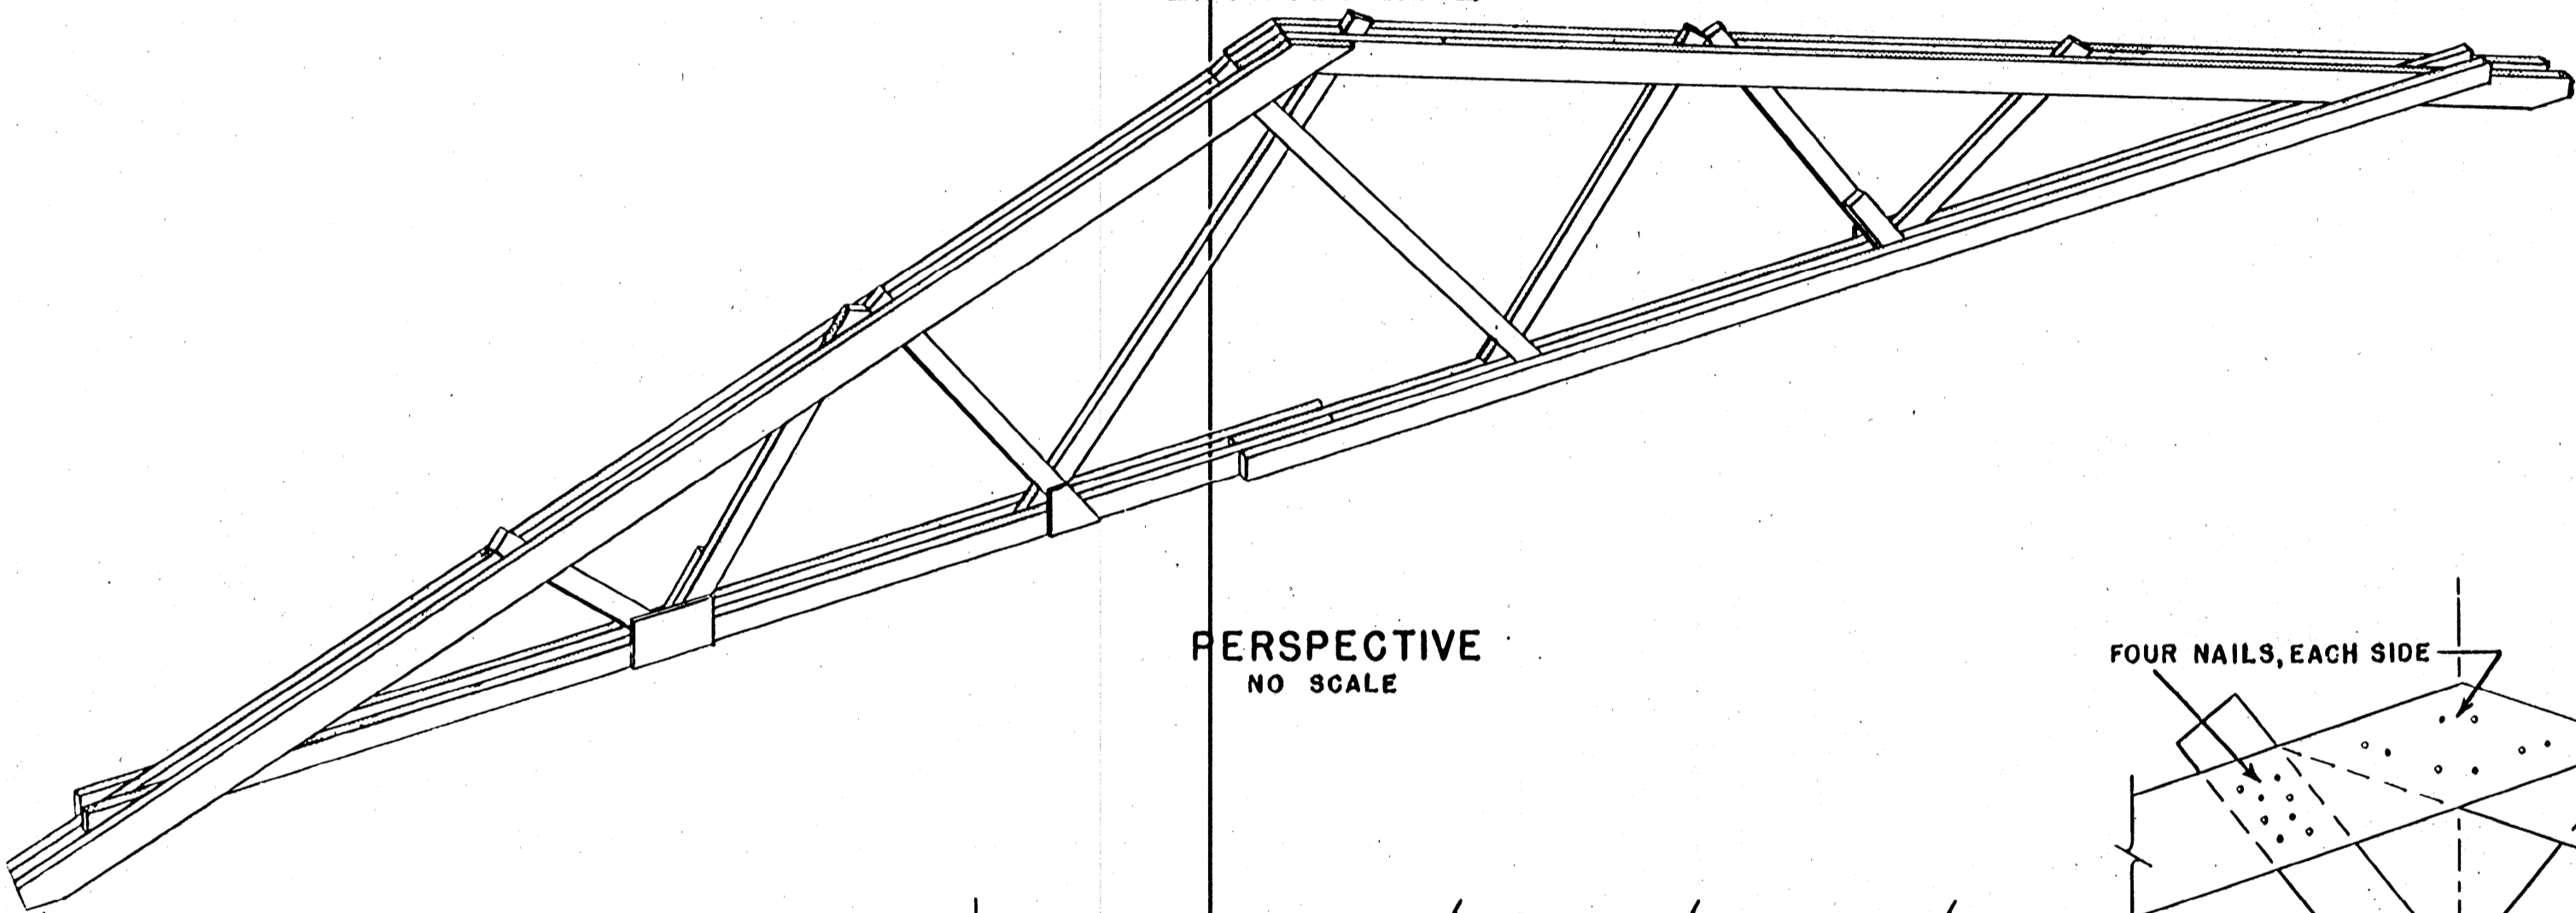 PERSPECTIVE
NO SCALE
FOUR NAILS, EACH SIDE